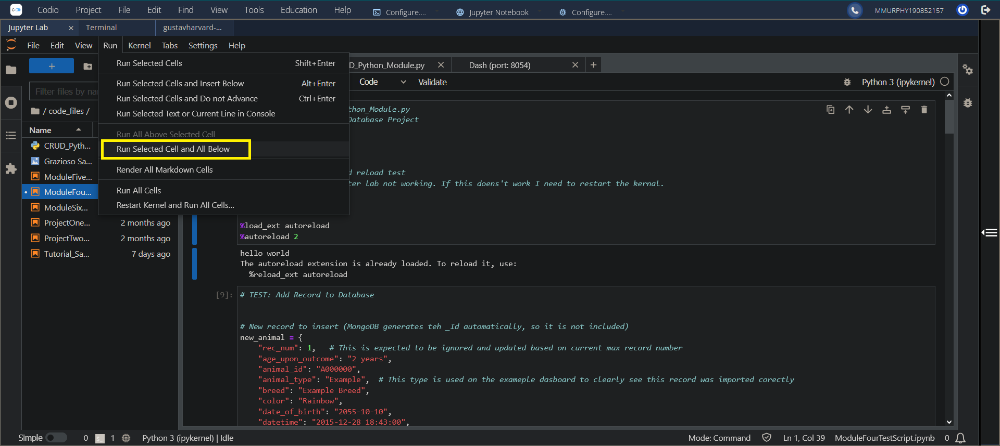 Codio Project File Edit Find View Tools Education Help Configure.... Jupyter Notebook Configure.... MMURPHY190852157
Jupyter Lab Terminal gustavharvard-...
File Edit View Run Kernel Tabs Settings Help
Run Selected Cells Shift+Enter
Run Selected Cells and Insert Below Alt+Enter
Run Selected Cells and Do not Advance Ctrl+Enter
Run Selected Text or Current Line in Console
Run All Above Selected Cell
Run Selected Cell and All Below
Render All Markdown Cells
Run All Cells
Restart Kernel and Run All Cells...
Filter files by na
/ code_files /
Name
CRUD_Pyth...
Grazioso Sa...
ModuleFive...
ModuleFou...
ModuleSix...
ProjectOne... 2 months ago
ProjectTwo... 2 months ago
Tutorial_Sa... 7 days ago
D_Python_Module.py Dash (port: 8054)
Code Validate Python 3 (ipykernel)
thon_Module.py
Database Project
d reload test
ter lab not working. If this doens't work I need to restart the kernal.
%load_ext autoreload
%autoreload 2
hello world
The autoreload extension is already loaded. To reload it, use:
%reload_ext autoreload
[9]: # TEST: Add Record to Database
# New record to insert (MongoDB generates teh _Id automatically, so it is not included)
new_animal = {
"rec_num": 1, # This is expected to be ignored and updated based on current max record number
"age_upon_outcome": "2 years",
"animal_id": "A000000",
"animal_type": "Example", # This type is used on the exameple dasboard to clearly see this record was imported corectly
"breed": "Example Breed",
"color": "Rainbow",
"date_of_birth": "2055-10-10",
"datetime": "2015-12-28 18:43:00",
Simple 0 1 Python 3 (ipykernel) | Idle Mode: Command Ln 1, Col 39 ModuleFourTestScript.ipynb 0